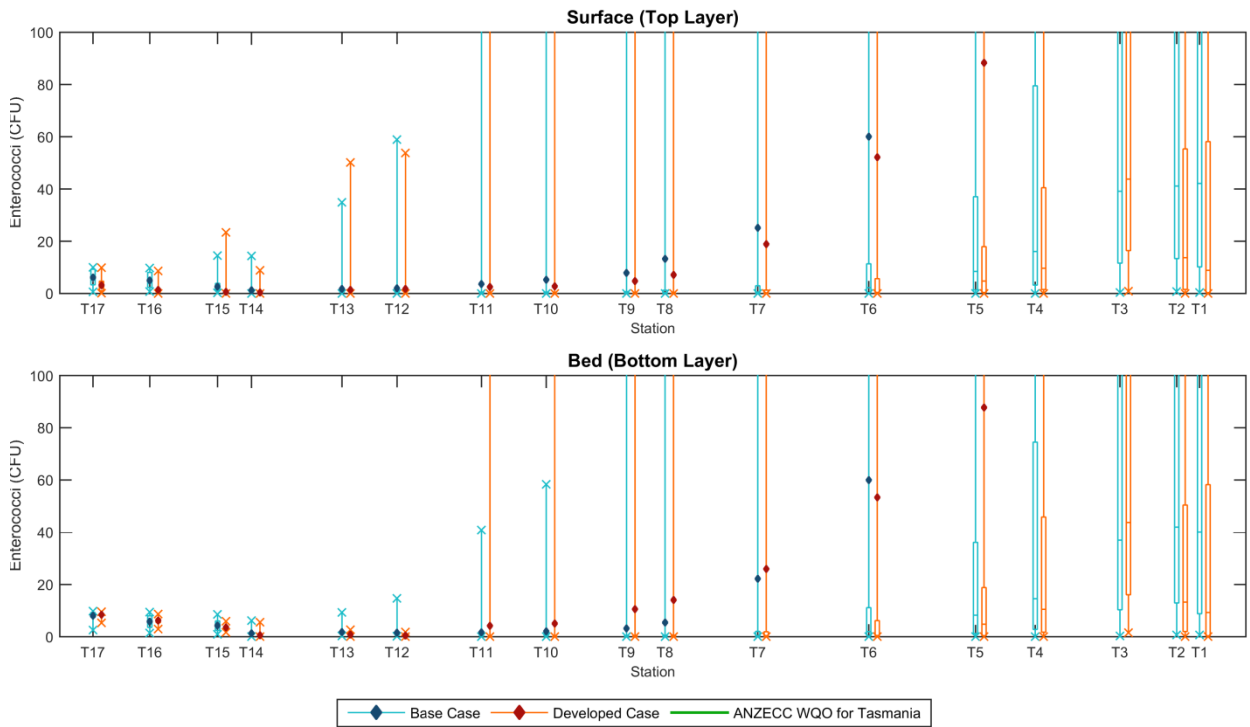 Surface (Top Layer)
100
80
60
40
20
0
Enterococci (CFU)
T17 T16 T15 T14 T13 T12 T11 T10 T9 T8 T7 T6 T5 T4 T3 T2 T1
Station
Bed (Bottom Layer)
100
80
60
40
20
0
Enterococci (CFU)
T17 T16 T15 T14 T13 T12 T11 T10 T9 T8 T7 T6 T5 T4 T3 T2 T1
Station
Base Case Developed Case ANZECC WQO for Tasmania